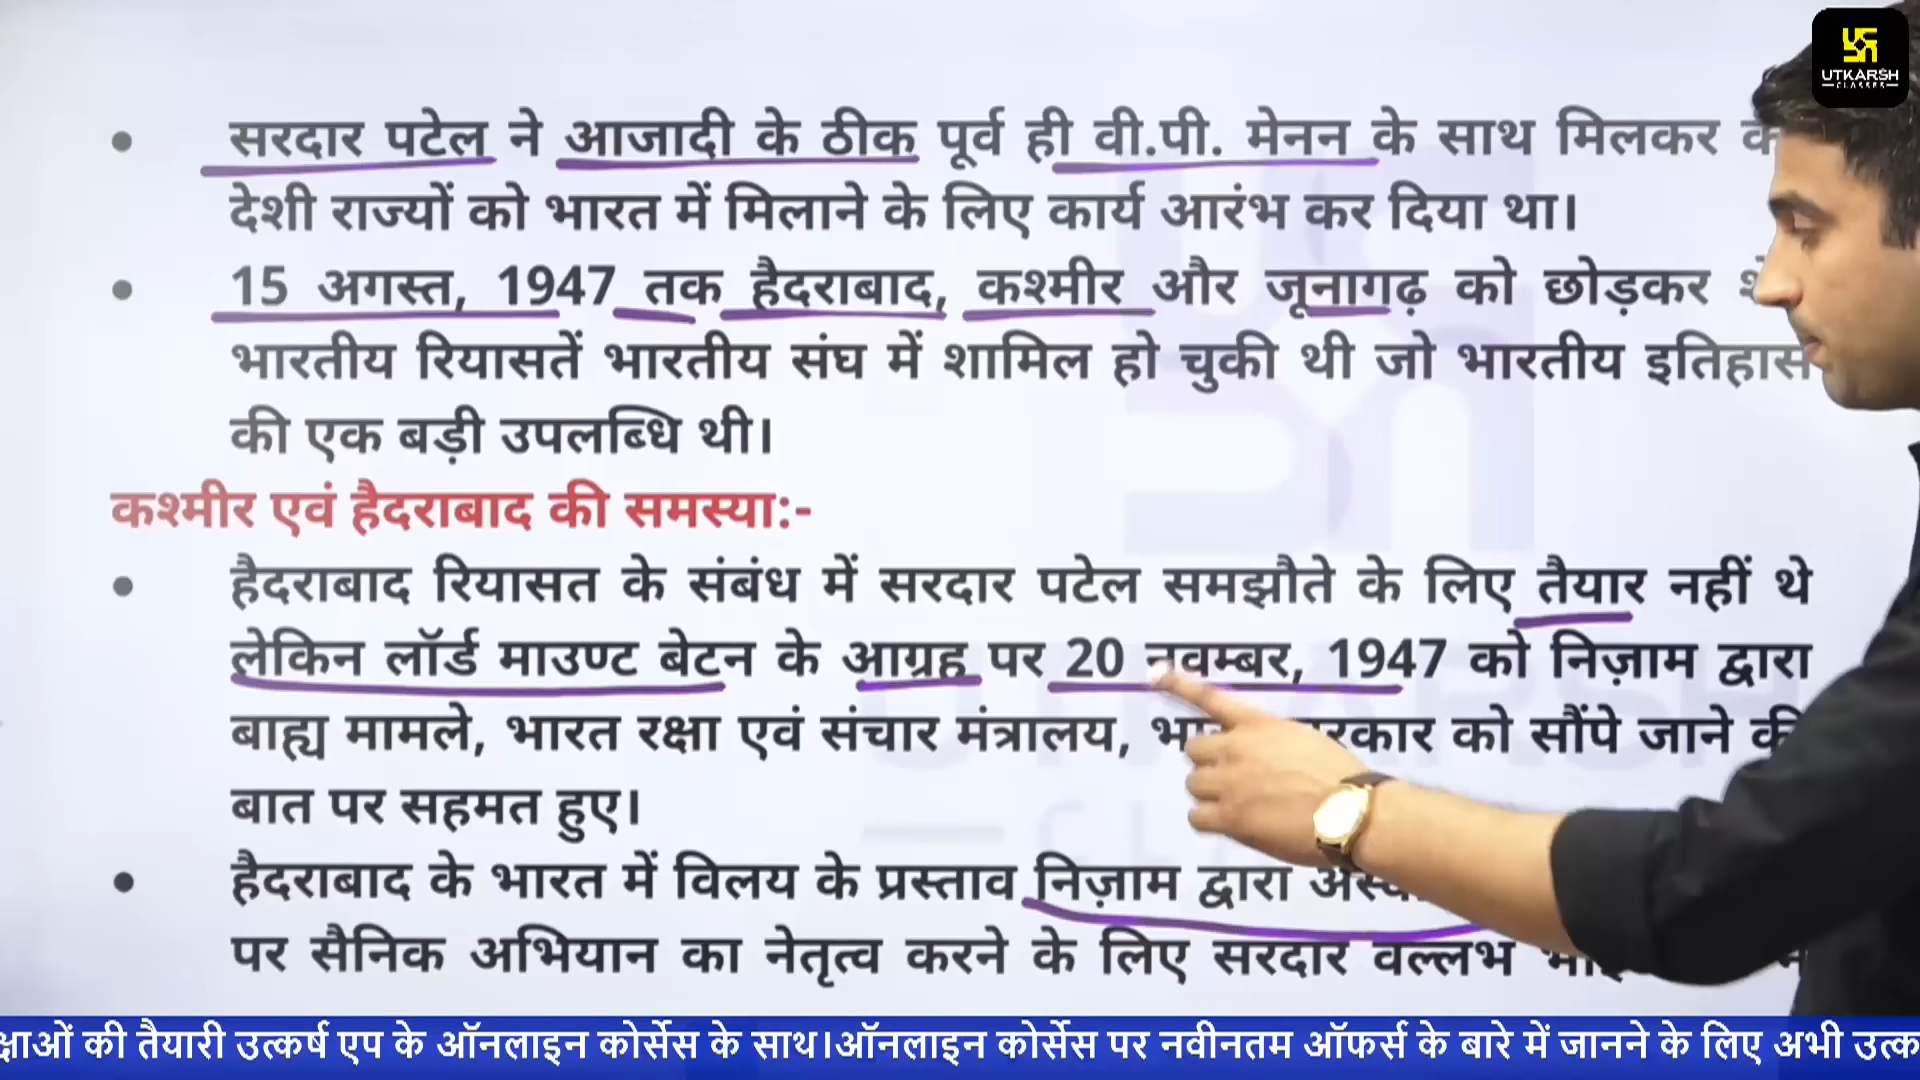 UTKARSH
CLASSES
सरदार पटेल ने आजादी के ठीक पूर्व ही वी.पी. मेनन के साथ मिलकर
देशी राज्यों को भारत में मिलाने के लिए कार्य आरंभ कर दिया था।
15 अगस्त, 1947 तक हैदराबाद, कश्मीर और जूनागढ़ को छोड़कर
भारतीय रियासतें भारतीय संघ में शामिल हो चुकी थी जो भारतीय इतिहास
की एक बड़ी उपलब्धि थी।
कश्मीर एवं हैदराबाद की समस्या:-
हैदराबाद रियासत के संबंध में सरदार पटेल समझौते के लिए तैयार नहीं थे
लेकिन लॉर्ड माउण्ट बेटन के आग्रह पर 20 नवम्बर, 1947 को निज़ाम द्वारा
बाह्य मामले, भारत रक्षा एवं संचार मंत्रालय, को सौंपे जाने की
बात पर सहमत हुए।
हैदराबाद के भारत में विलय के प्रस्ताव निज़ाम द्वारा
पर सैनिक अभियान का नेतृत्व करने के लिए सरदार वल्लभ
क्षाओं की तैयारी उत्कर्ष एप के ऑनलाइन कोर्सेस के साथ।ऑनलाइन कोर्सेस पर नवीनतम ऑफर्स के बारे में जानने के लिए अभी